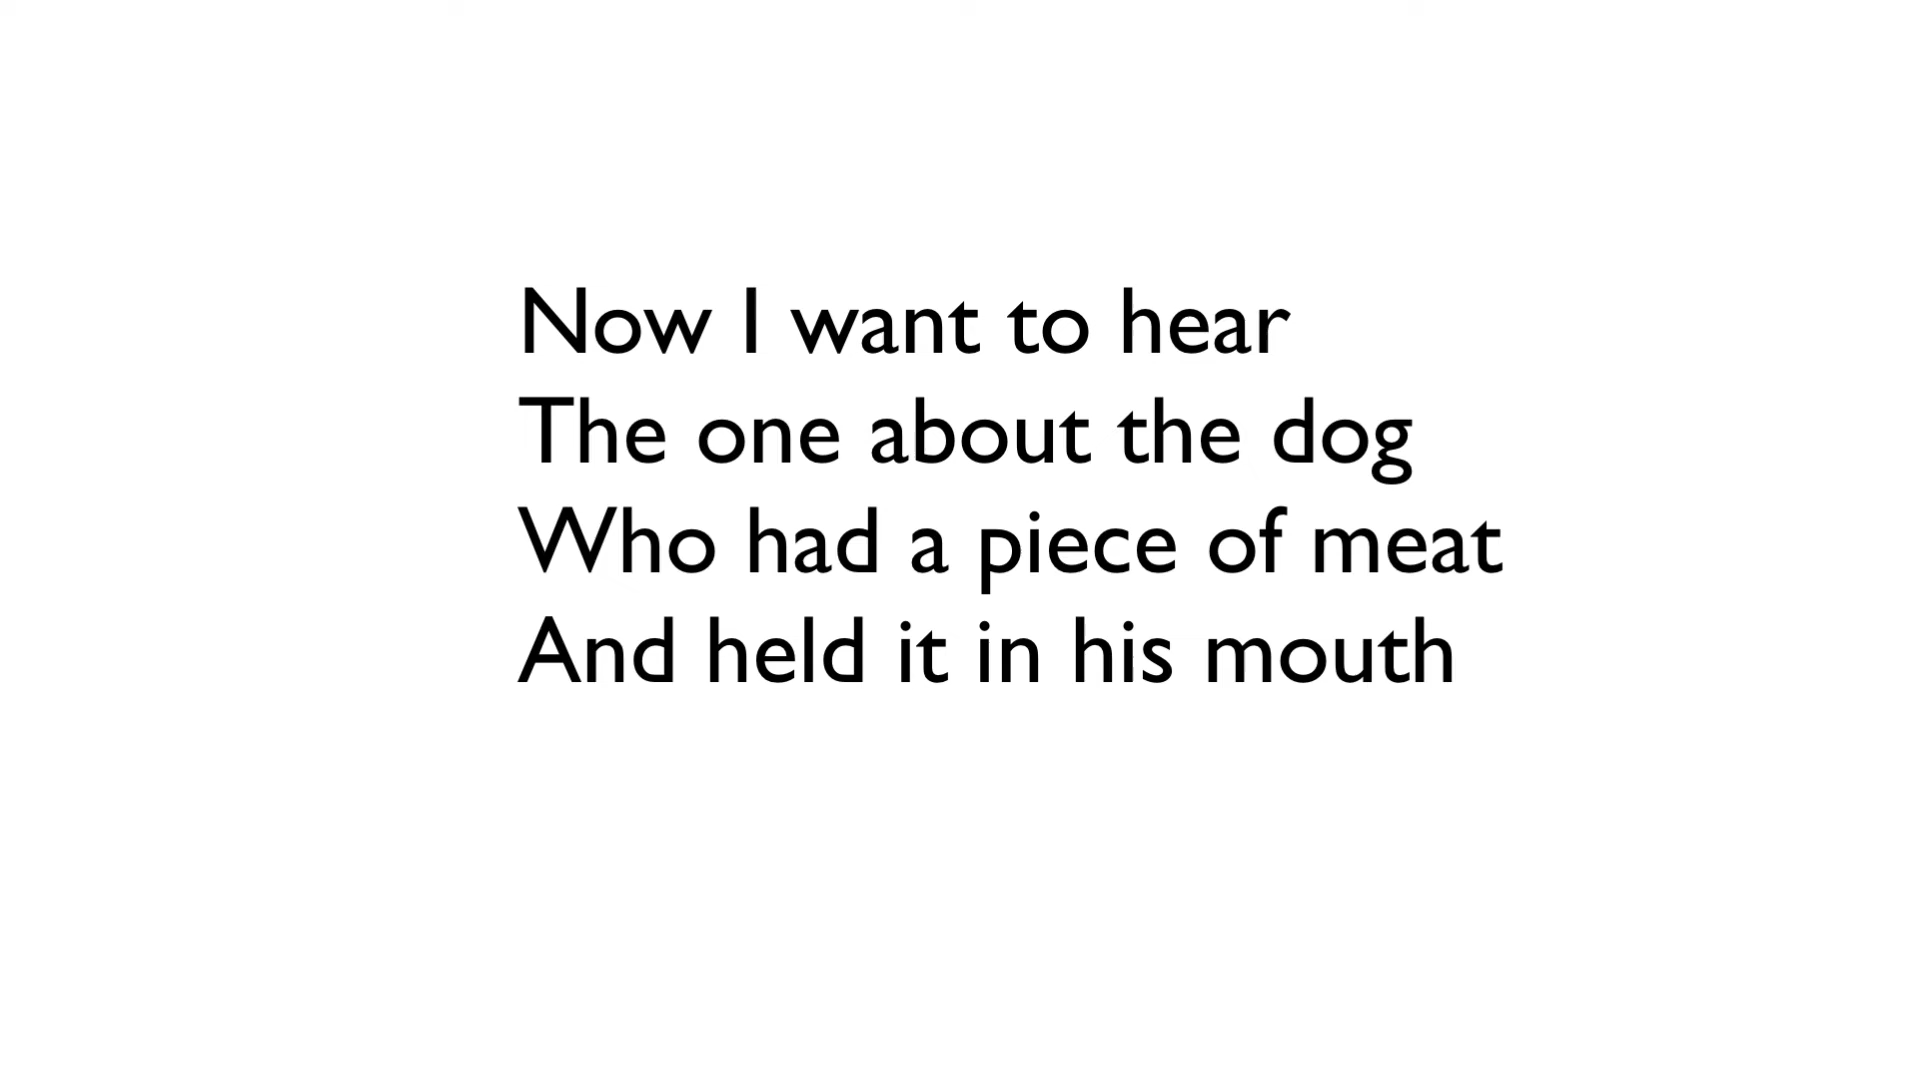 Now I want to hear
The one about the dog
Who had a piece of meat
And held it in his mouth